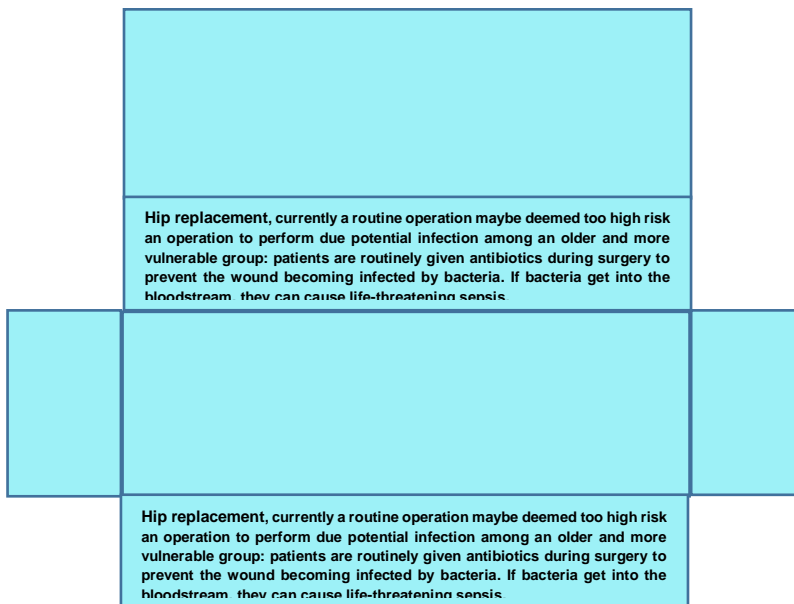 Hip replacement, currently a routine operation maybe deemed too high risk
an operation to perform due potential infection among an older and more
vulnerable group: patients are routinely given antibiotics during surgery to
prevent the wound becoming infected by bacteria. If bacteria get into the
bloodstream, they can cause life-threatening sepsis.
Hip replacement, currently a routine operation maybe deemed too high risk
an operation to perform due potential infection among an older and more
vulnerable group: patients are routinely given antibiotics during surgery to
prevent the wound becoming infected by bacteria. If bacteria get into the
bloodstream, they can cause life-threatening sepsis.